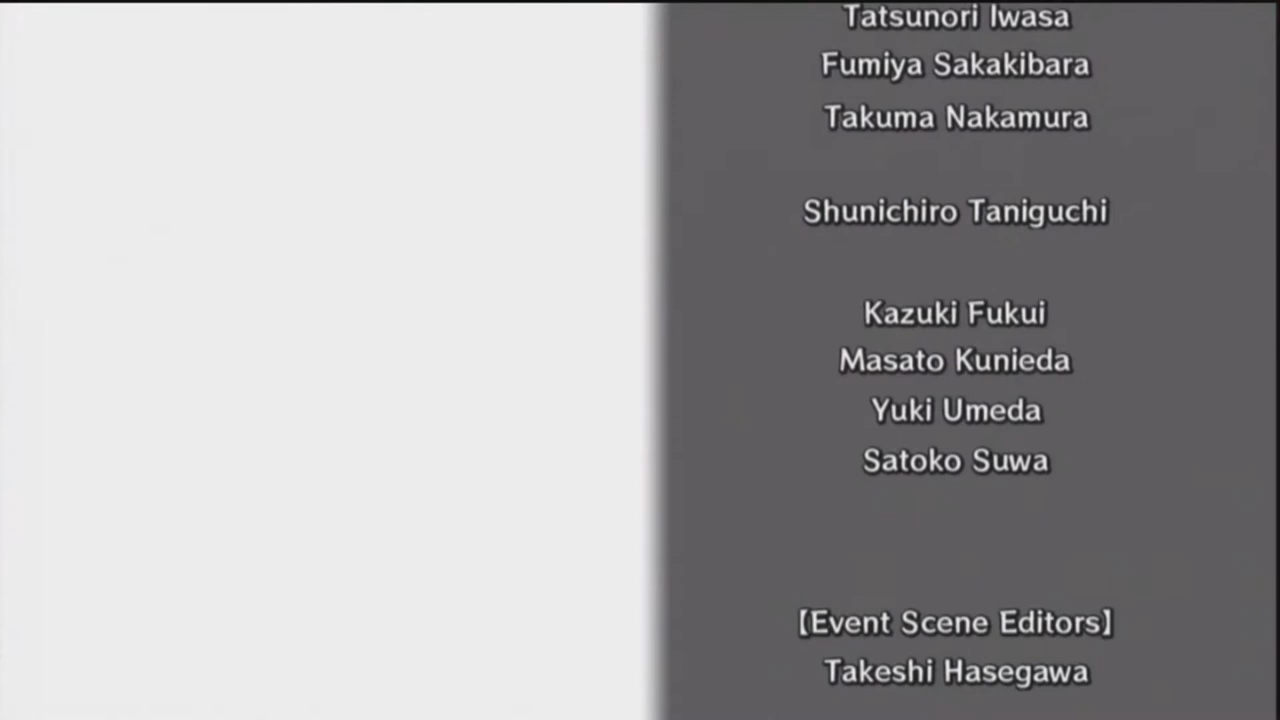 Tatsunori Iwasa
Fumiya Sakakibara
Takuma Nakamura
Shunichiro Taniguchi
Kazuki Fukui
Masato Kunieda
Yuki Umeda
Satoko Suwa
【Event Scene Editors】
Takeshi Hasegawa